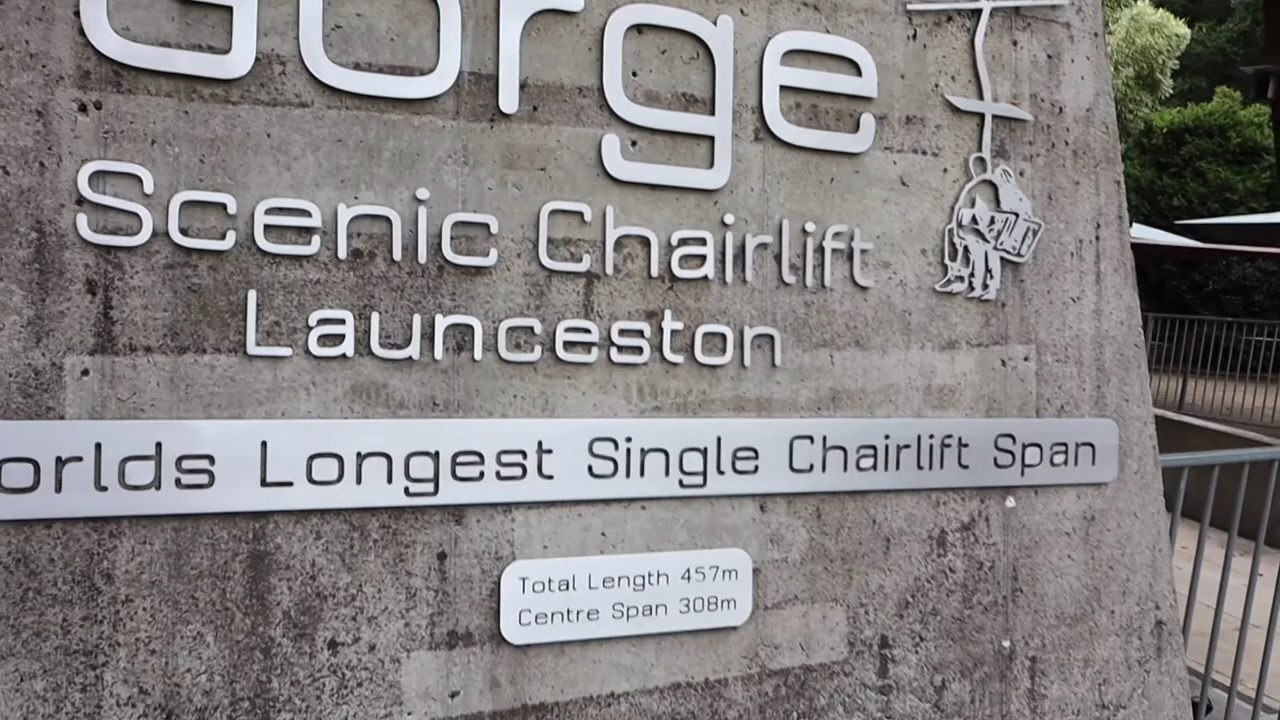 Gorge
Scenic Chairlift
Launceston
orlds Longest Single Chairlift Span
Total Length 457m
Centre Span 308m